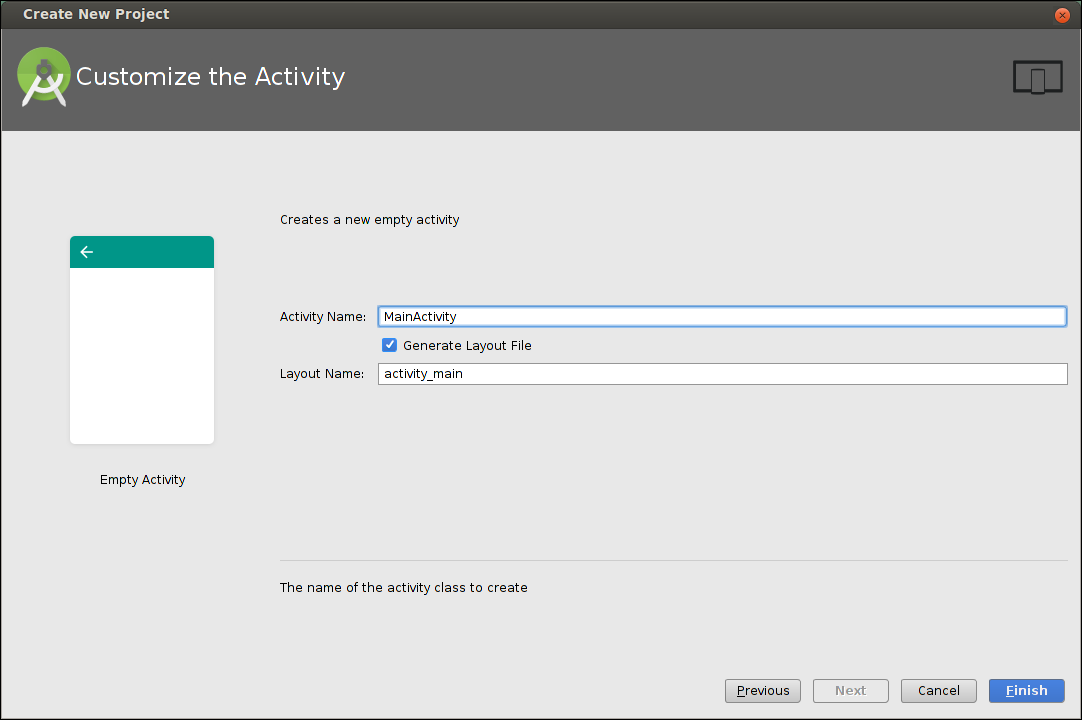 Create New Project
Customize the Activity
Creates a new empty activity
Activity Name: MainActivity
Generate Layout File
Layout Name: activity_main
Empty Activity
The name of the activity class to create
Previous Next Cancel Finish